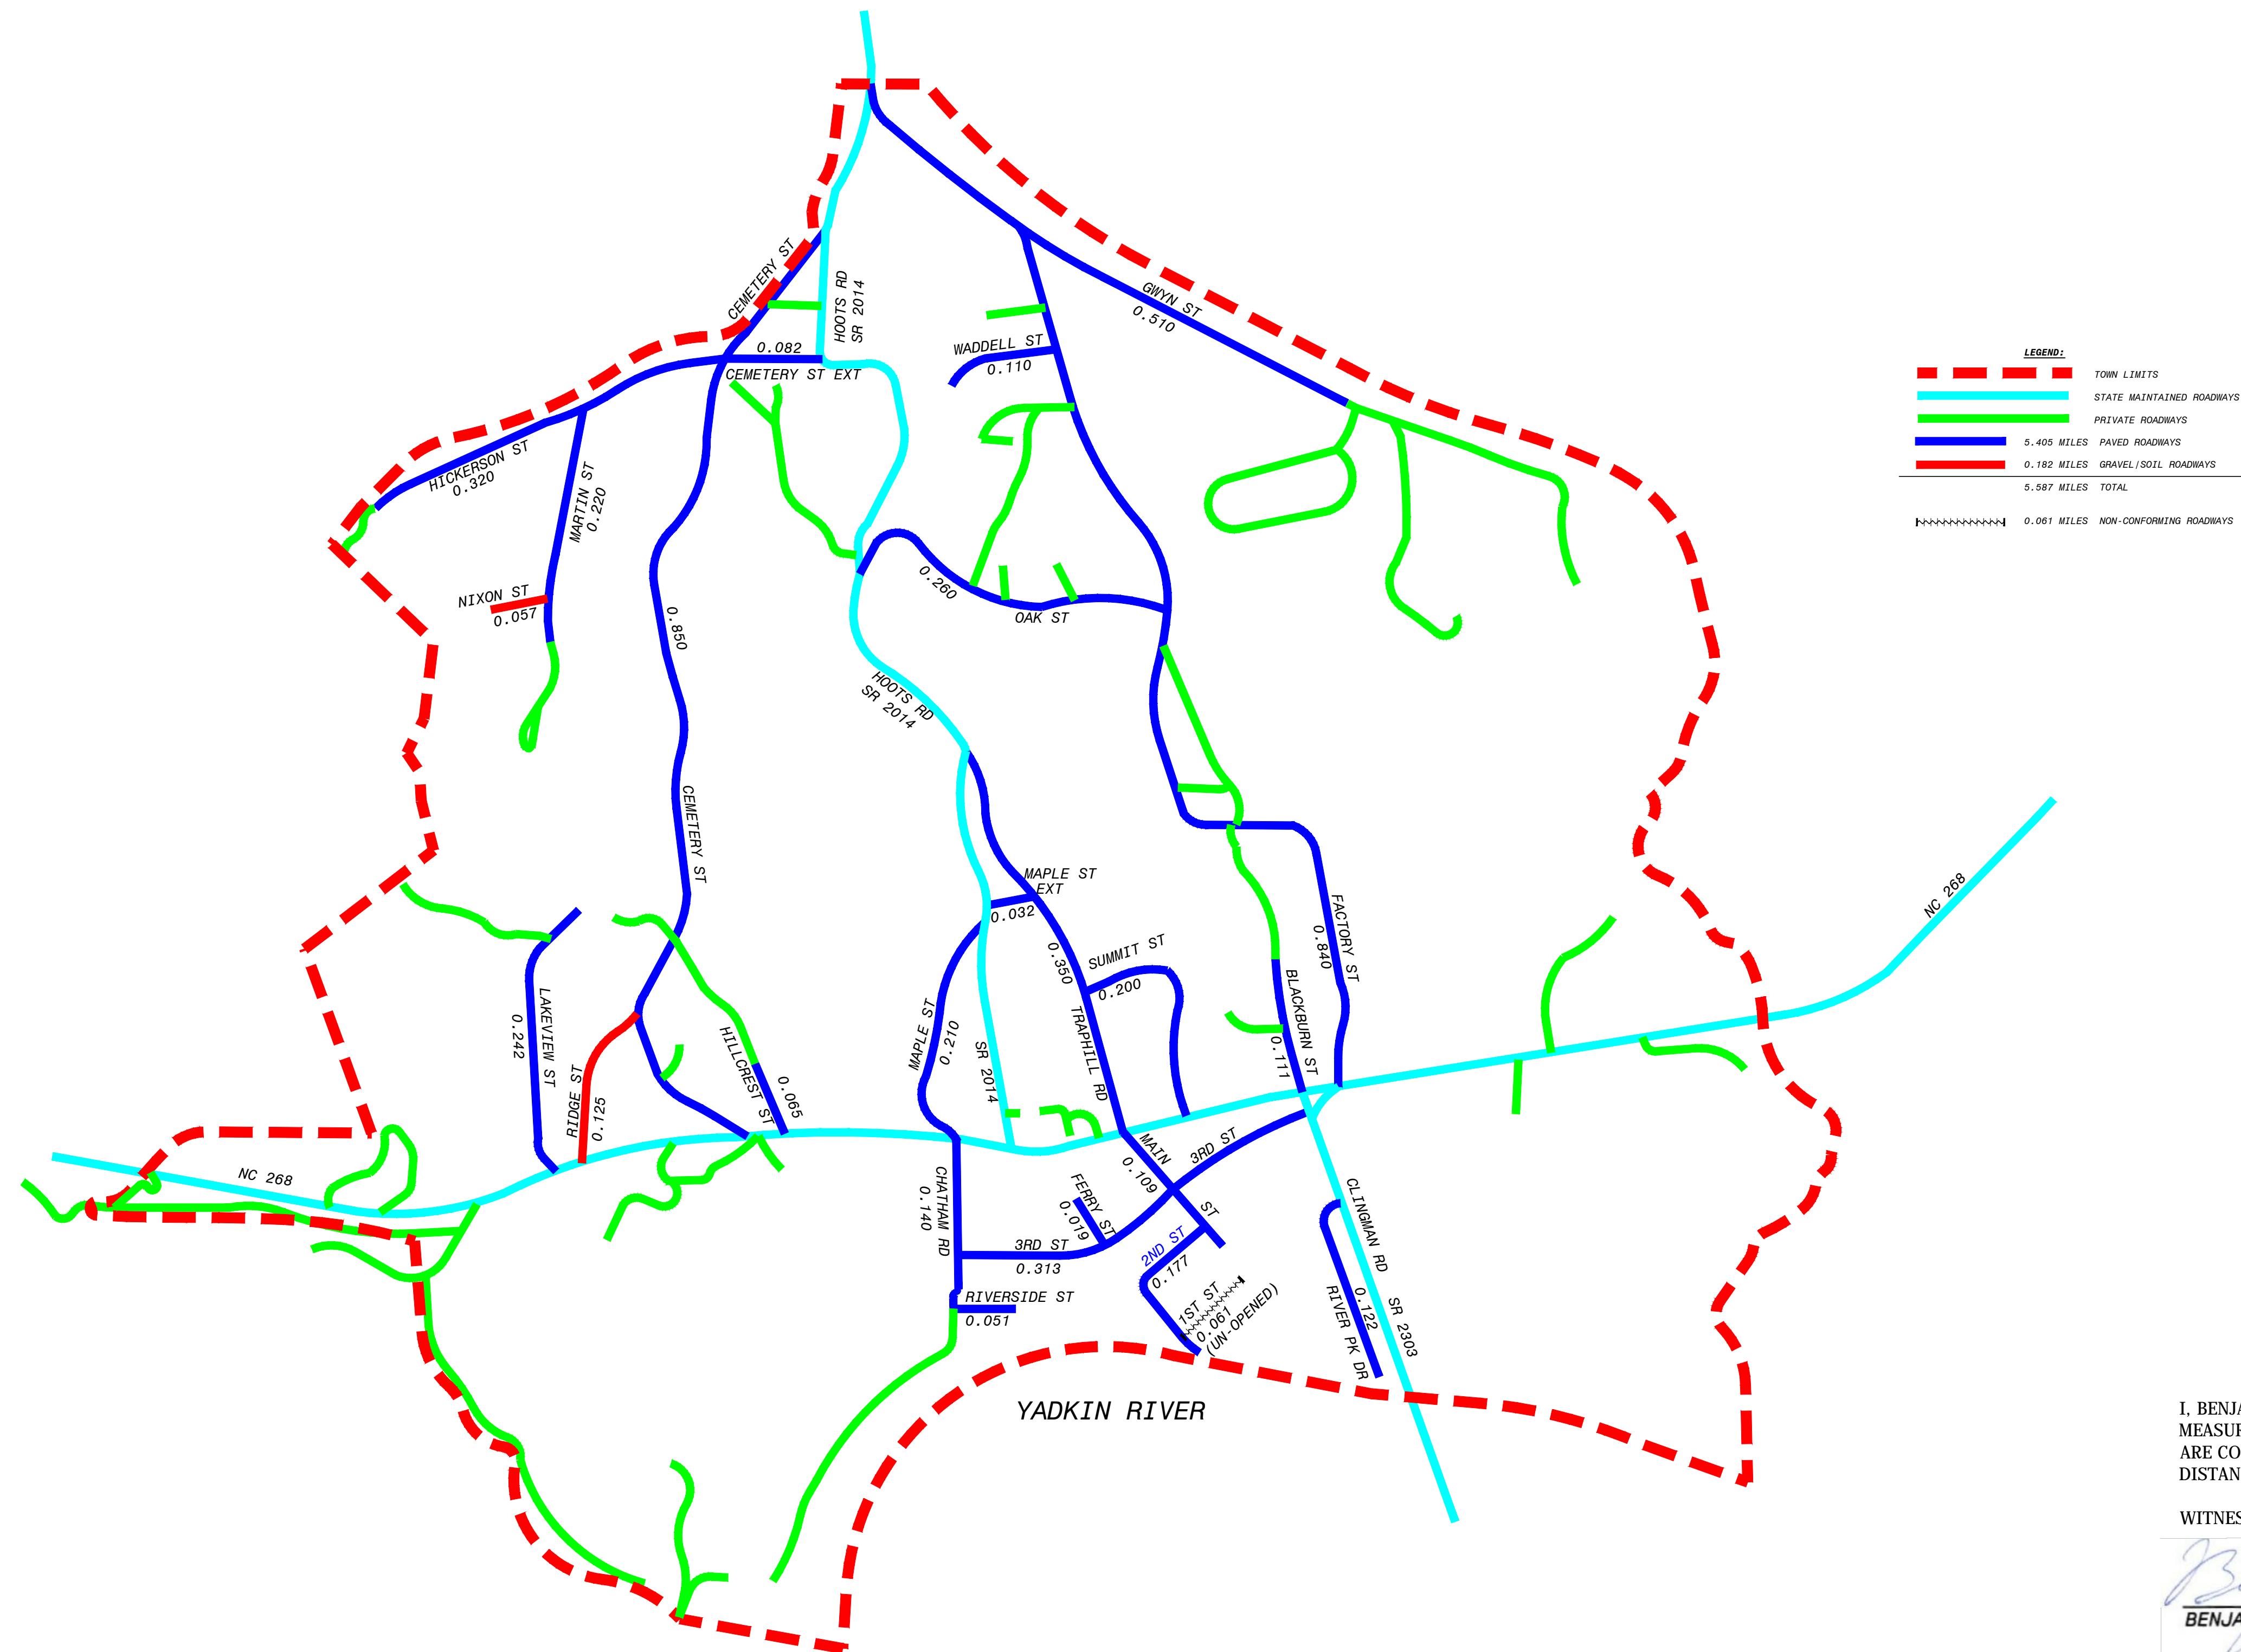 CEMETERY ST
HOOTS RD
SR 2014
0.082
CEMETERY ST EXT
WADDELL ST
0.110
GWYN ST
0.510
LEGEND:
TOWN LIMITS
STATE MAINTAINED ROADWAYS
PRIVATE ROADWAYS
5.405 MILES PAVED ROADWAYS
0.182 MILES GRAVEL/SOIL ROADWAYS
5.587 MILES TOTAL
0.061 MILES NON-CONFORMING ROADWAYS
HICKERSON ST
0.320
MARTIN ST
0.220
NIXON ST
0.057
0.850
0.260
OAK ST
HOOTS RD
SR 2014
CEMETERY ST
MAPLE ST
EXT
0.032
0.350
SUMMIT ST
0.200
FACTORY ST
0.840
NC 268
LAKEVIEW ST
0.242
RIDGE ST
0.125
HILLCREST ST
0.065
MAPLE ST
0.210
SR 2014
TRAPHILL RD
BLACKBURN ST
0.111
NC 268
CHATHAM RD
0.140
MAIN ST
0.109
3RD ST
FERRY ST
0.019
3RD ST
0.313
2ND ST
0.177
RIVERSIDE ST
0.051
1ST ST
0.061
(UN-OPENED)
CLINGMAN RD
SR 2303
0.122
RIVER PK DR
YADKIN RIVER
I, BENJA
MEASUR
ARE CO
DISTAN
WITNES
BENJA